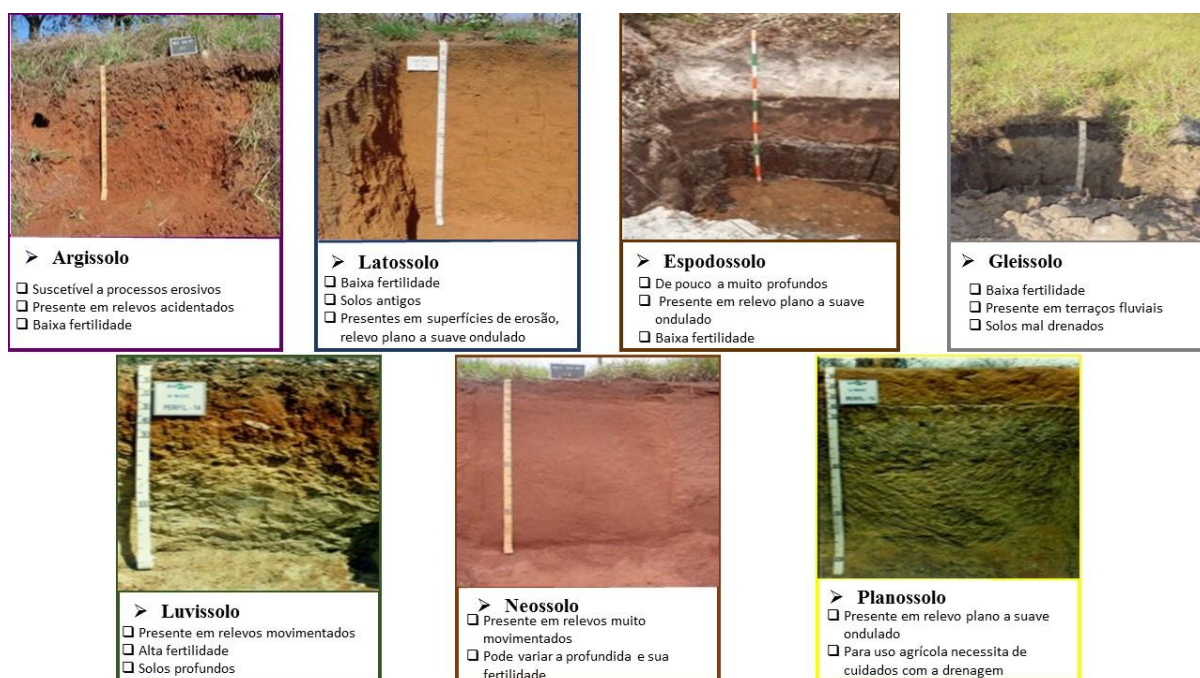 ➢ Argissolo
❑ Suscetível a processos erosivos
❑ Presente em relevos acidentados
❑ Baixa fertilidade
➢ Latossolo
❑ Baixa fertilidade
❑ Solos antigos
❑ Presentes em superfícies de erosão,
relevo plano a suave ondulado
➢ Espodossolo
❑ De pouco a muito profundos
❑ Presente em relevo plano a suave
ondulado
❑ Baixa fertilidade
➢ Gleissolo
❑ Baixa fertilidade
❑ Presente em terraços fluviais
❑ Solos mal drenados
PERFIL - 14
➢ Luvissolo
❑ Presente em relevos movimentados
❑ Alta fertilidade
❑ Solos profundos
➢ Neossolo
❑ Presente em relevos muito
movimentados
❑ Pode variar a profundida e sua
fertilidade
➢ Planossolo
❑ Presente em relevo plano a suave
ondulado
❑ Para uso agrícola necessita de
cuidados com a drenagem